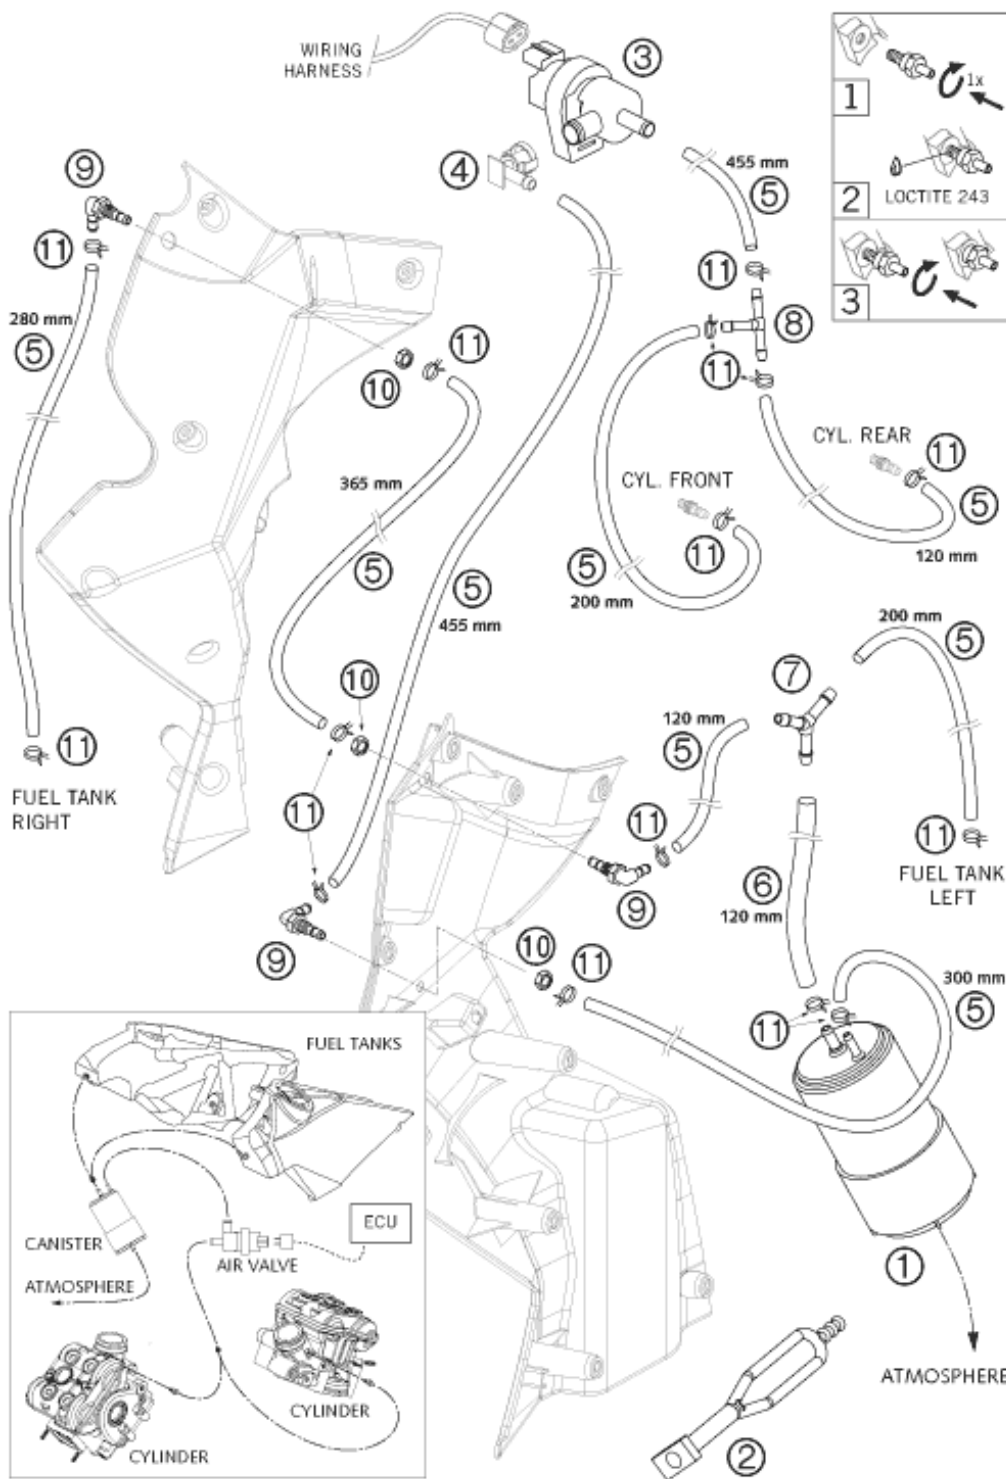 WIRING
HARNESS
3
1
1x
2
LOCTITE 243
3
9
4
455 mm
5
11
11
8
280 mm
5
10
11
11
CYL. REAR
11
CYL. FRONT
5
365 mm
5
11
120 mm
5
200 mm
5
455 mm
200 mm
5
10
7
120 mm
5
11
FUEL TANK
RIGHT
11
11
11
FUEL TANK
LEFT
6
120 mm
9
9
10
11
300 mm
5
11
FUEL TANKS
CANISTER
ECU
AIR VALVE
ATMOSPHERE
1
CYLINDER
CYLINDER
ATMOSPHERE
2